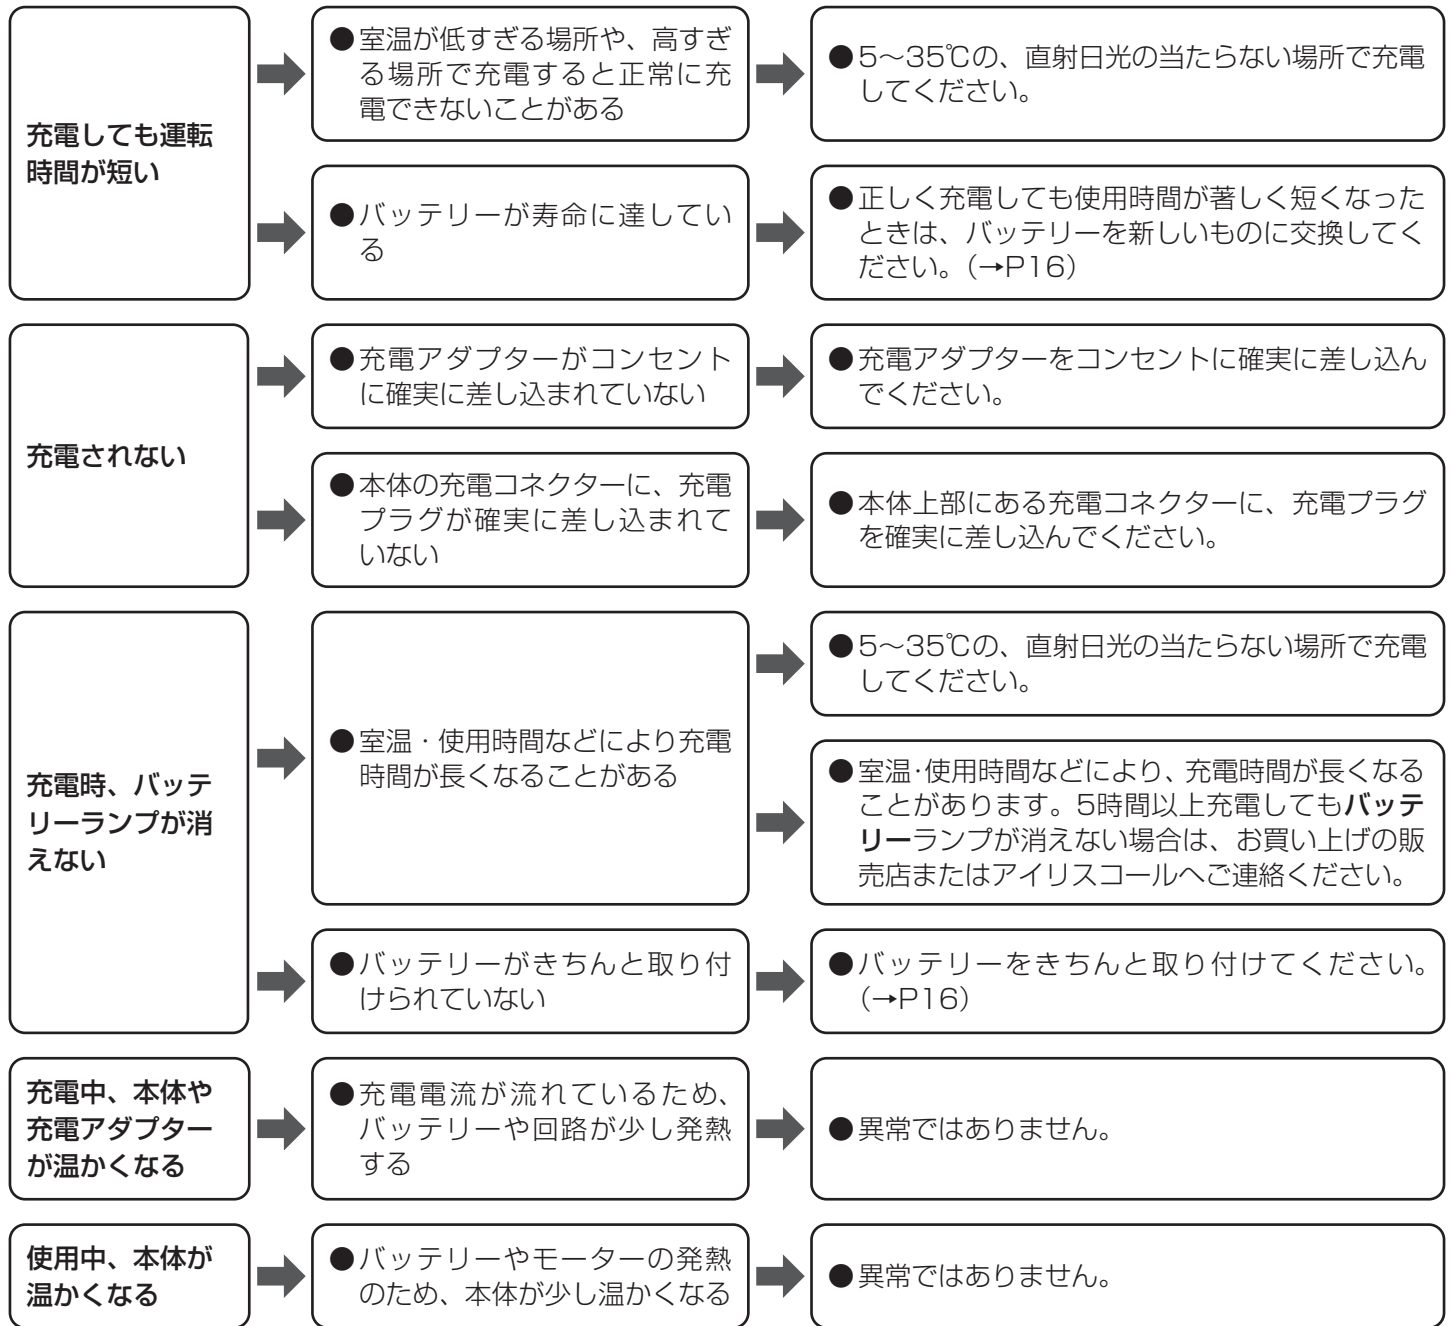 充電しても運転
時間が短い
●室温が低すぎる場所や、高すぎ
る場所で充電すると正常に充
電できないことがある
●5～35℃の、直射日光の当たらない場所で充電
してください。
●バッテリーが寿命に達してい
る
●正しく充電しても使用時間が著しく短くなった
ときは、バッテリーを新しいものに交換してく
ださい。（→P16）
充電されない
●充電アダプターがコンセント
に確実に差し込まれていない
●充電アダプターをコンセントに確実に差し込ん
でください。
●本体の充電コネクターに、充電
プラグが確実に差し込まれて
いない
●本体上部にある充電コネクターに、充電プラグ
を確実に差し込んでください。
充電時、バッテ
リーランプが消
えない
●室温・使用時間などにより充電
時間が長くなることがある
●5～35℃の、直射日光の当たらない場所で充電
してください。
●室温・使用時間などにより、充電時間が長くなる
ことがあります。5時間以上充電してもバッテ
リーランプが消えない場合は、お買い上げの販
売店またはアイリスコールへご連絡ください。
●バッテリーがきちんと取り付
けられていない
●バッテリーをきちんと取り付けてください。
（→P16）
充電中、本体や
充電アダプター
が温かくなる
●充電電流が流れているため、
バッテリーや回路が少し発熱
する
●異常ではありません。
使用中、本体が
温かくなる
●バッテリーやモーターの発熱
のため、本体が少し温かくなる
●異常ではありません。